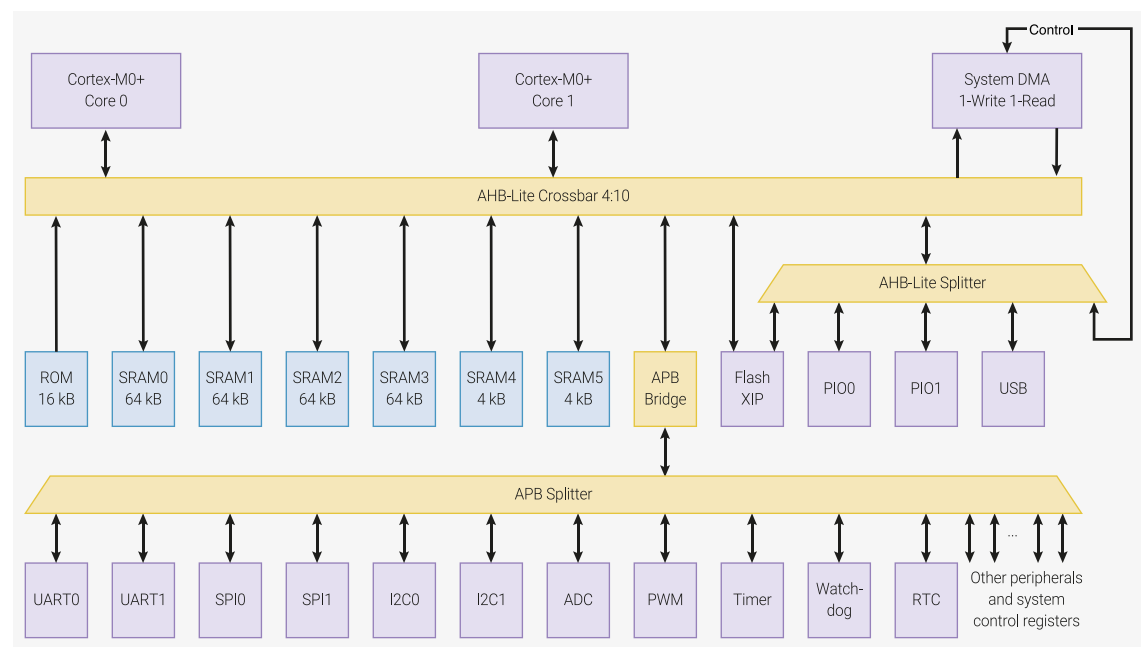 Control
Cortex-M0+
Core 0
Cortex-M0+
Core 1
System DMA
1-Write 1-Read
AHB-Lite Crossbar 4:10
AHB-Lite Splitter
ROM
16 kB
SRAM0
64 kB
SRAM1
64 kB
SRAM2
64 kB
SRAM3
64 kB
SRAM4
4 kB
SRAM5
4 kB
APB
Bridge
Flash
XIP
PIO0
PIO1
USB
APB Splitter
...
UART0
UART1
SPI0
SPI1
I2C0
I2C1
ADC
PWM
Timer
Watch-
dog
RTC
Other peripherals
and system
control registers